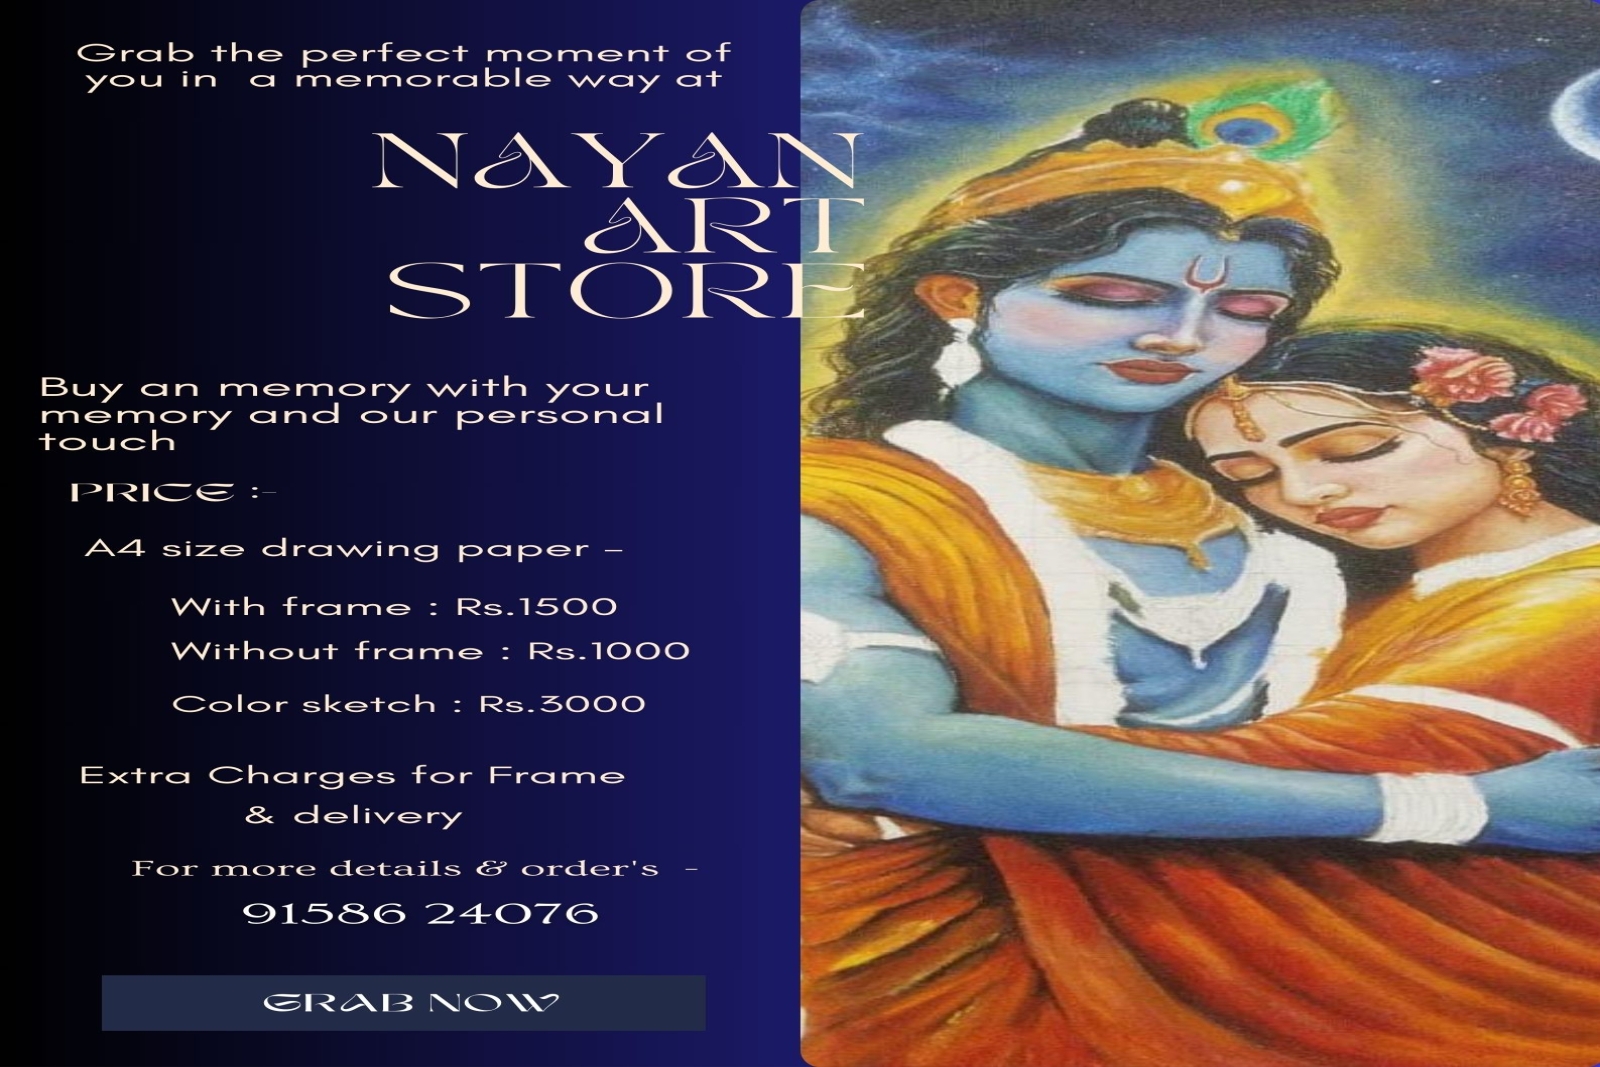 Grab the perfect moment of
you in a memorable way at
NAYAN
ART
STORE
Buy an memory with your
memory and our personal
touch
PRICE :-
A4 size drawing paper –
With frame : Rs.1500
Without frame : Rs.1000
Color sketch : Rs.3000
Extra Charges for Frame
& delivery
For more details & order's -
91586 24076
GRAB NOW